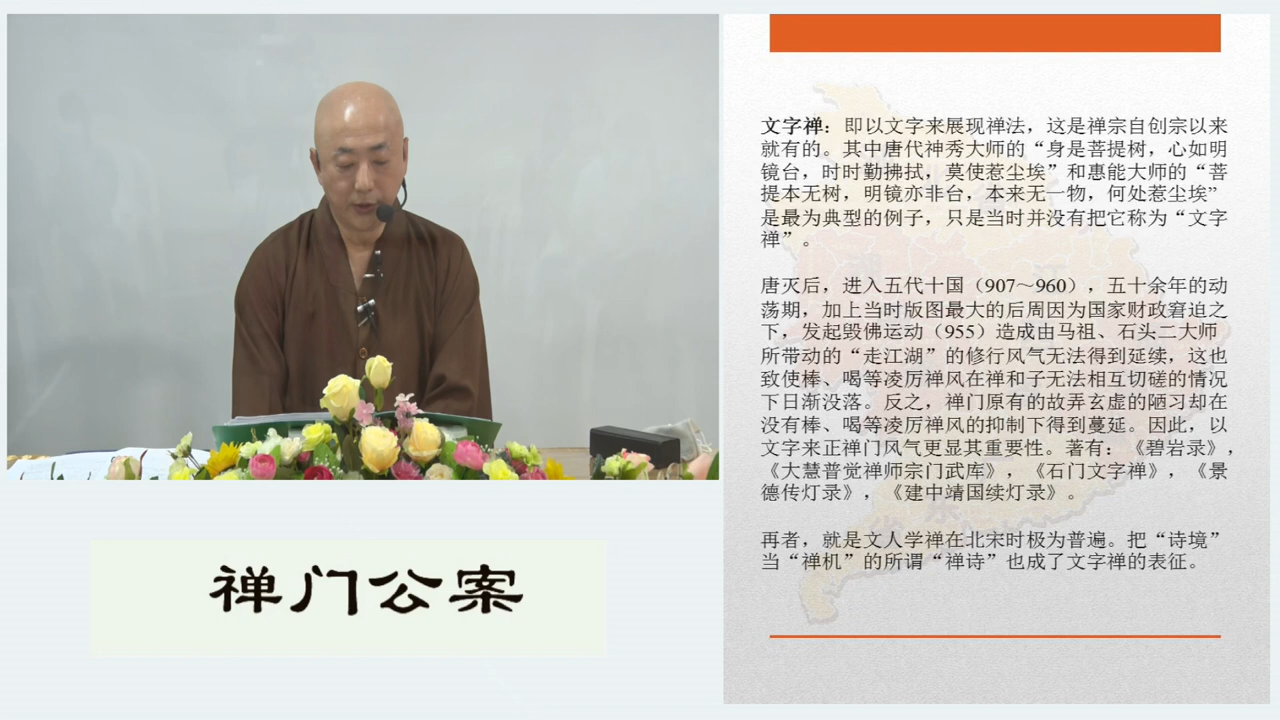 文字禅：即以文字来展现禅法，这是禅宗自创宗以来
就有的。其中唐代神秀大师的“身是菩提树，心如明
镜台，时时勤拂拭，莫使惹尘埃”和惠能大师的“菩
提本无树，明镜亦非台，本来无一物，何处惹尘埃”
是最为典型的例子，只是当时并没有把它称为“文字
禅”。
唐灭后，进入五代十国（907～960），五十余年的动
荡期，加上当时版图最大的后周因为国家财政窘迫之
下，发起毁佛运动（955）造成由马祖、石头二大师
所带动的“走江湖”的修行风气无法得到延续，这也
致使棒、喝等凌厉禅风在禅和子无法相互切磋的情况
下日渐没落。反之，禅门原有的故弄玄虚的陋习却在
没有棒、喝等凌厉禅风的抑制下得到蔓延。因此，以
文字来正禅门风气更显其重要性。著有：《碧岩录》，
《大慧普觉禅师宗门武库》，《石门文字禅》，《景
德传灯录》，《建中靖国续灯录》。
再者，就是文人学禅在北宋时极为普遍。把“诗境”
当“禅机”的所谓“禅诗”也成了文字禅的表征。
禅门公案